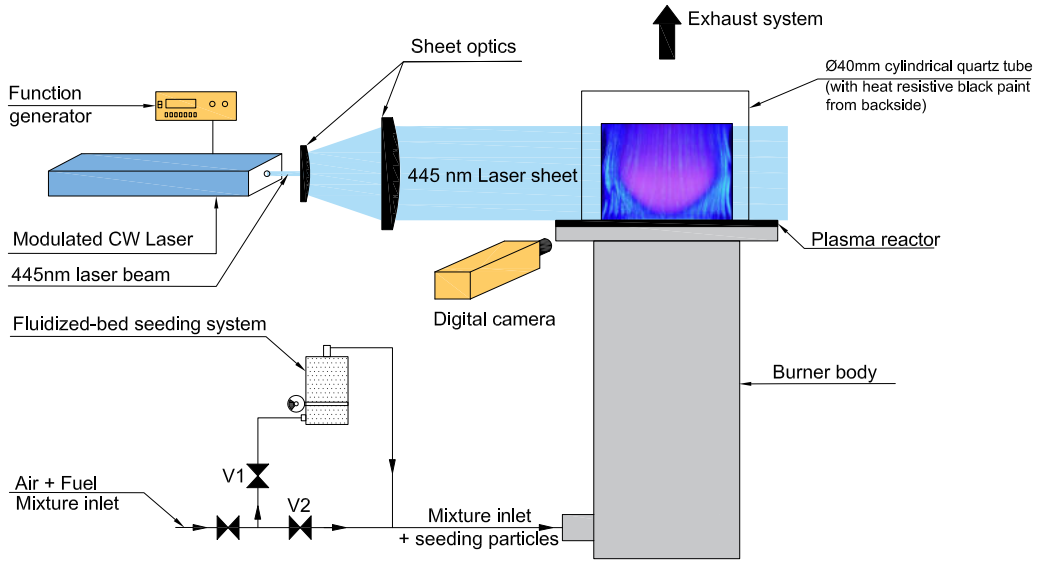 Exhaust system
Sheet optics
Ø40mm cylindrical quartz tube
(with heat resistive black paint
from backside)
Function
generator
445 nm Laser sheet
Modulated CW Laser
445nm laser beam
Plasma reactor
Digital camera
Fluidized-bed seeding system
Burner body
V1
Air + Fuel
Mixture inlet
V2
Mixture inlet
+ seeding particles